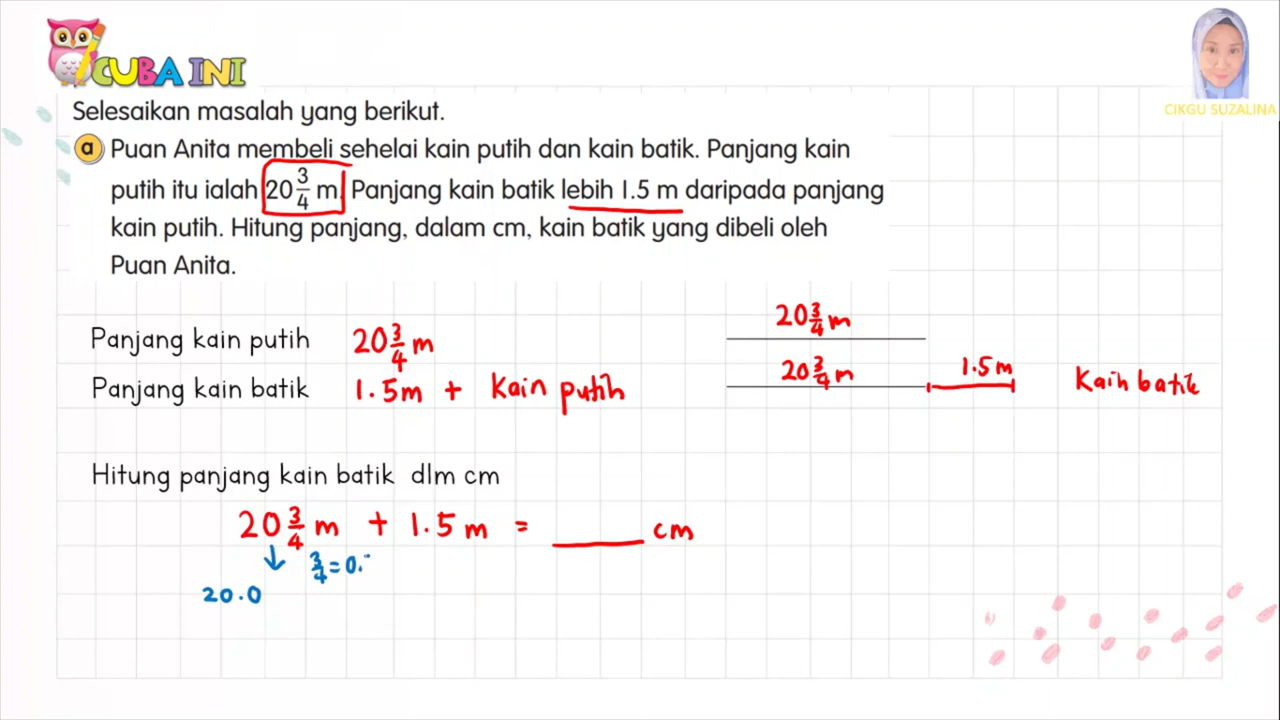 CUBA INI
CIKGU SUZALINA
Selesaikan masalah yang berikut.
a Puan Anita membeli sehelai kain putih dan kain batik. Panjang kain
putih itu ialah 20 3/4 m. Panjang kain batik lebih 1.5 m daripada panjang
kain putih. Hitung panjang, dalam cm, kain batik yang dibeli oleh
Puan Anita.
20 3/4 m
Panjang kain putih 20 3/4 m
20 3/4 m 1.5 m Kain batik
Panjang kain batik 1.5m + Kain putih
Hitung panjang kain batik dlm cm
20 3/4 m + 1.5 m = ______ cm
3/4 = 0.
20.0